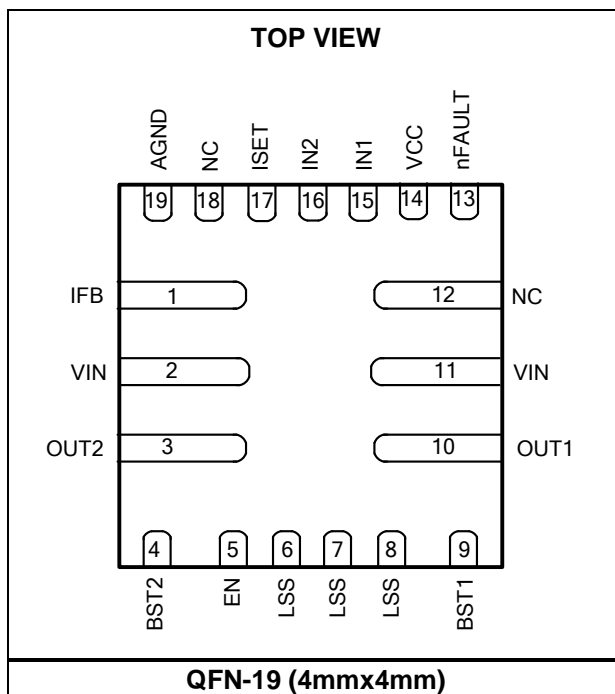 TOP VIEW
AGND
NC
ISET
IN2
IN1
VCC
nFAULT
19
18
17
16
15
14
13
IFB
1
12
NC
VIN
2
11
VIN
OUT2
3
10
OUT1
4
5
6
7
8
9
BST2
EN
LSS
LSS
LSS
BST1
QFN-19 (4mmx4mm)